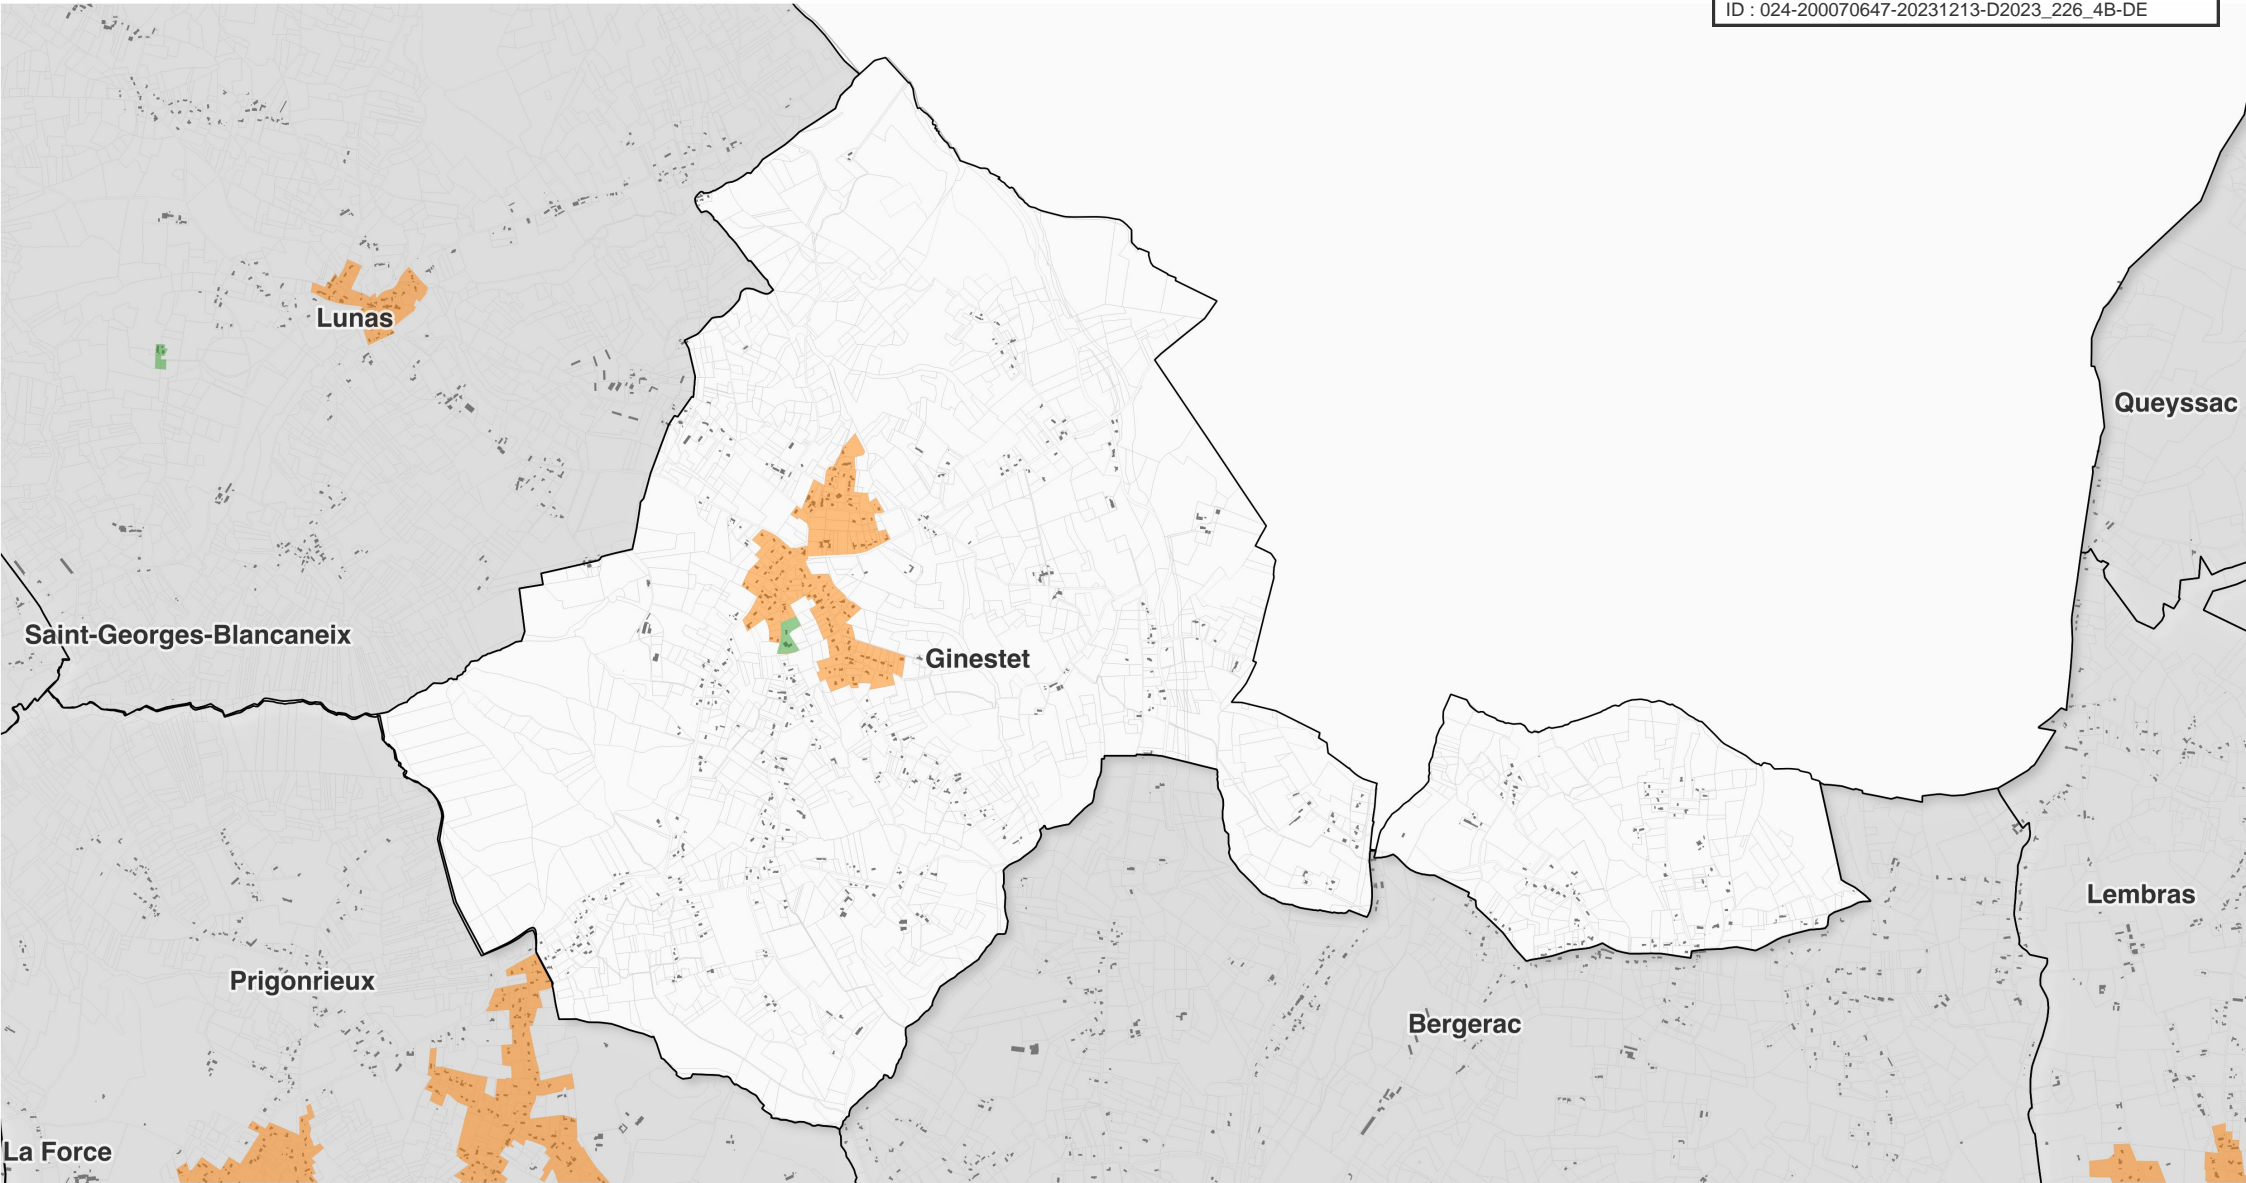 ID : 024-200070647-20231213-D2023_226_4B-DE
Lunas
Queyssac
Saint-Georges-Blancaneix
Ginestet
Lembras
Prigonrieux
Bergerac
La Force